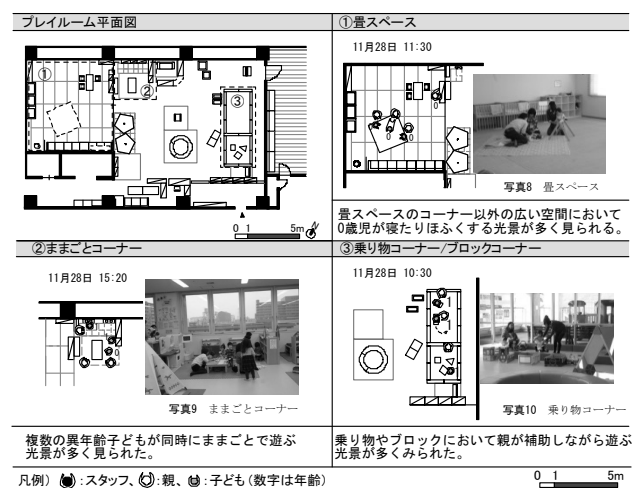 プレイルーム平面図
①
②
③
0 1 5m
①畳スペース
11月28日 11:30
0
0
0
写真8 畳スペース
畳スペースのコーナー以外の広い空間において
0歳児が寝たりほふくする光景が多く見られる。
②ままごとコーナー
11月28日 15:20
写真9 ままごとコーナー
複数の異年齢子どもが同時にままごとで遊ぶ
光景が多く見られた。
③乗り物コーナー/ブロックコーナー
11月28日 10:30
1
1
写真10 乗り物コーナー
乗り物やブロックにおいて親が補助しながら遊ぶ
光景が多くみられた。
凡例) :スタッフ、 :親、 :子ども(数字は年齢)
0 1 5m